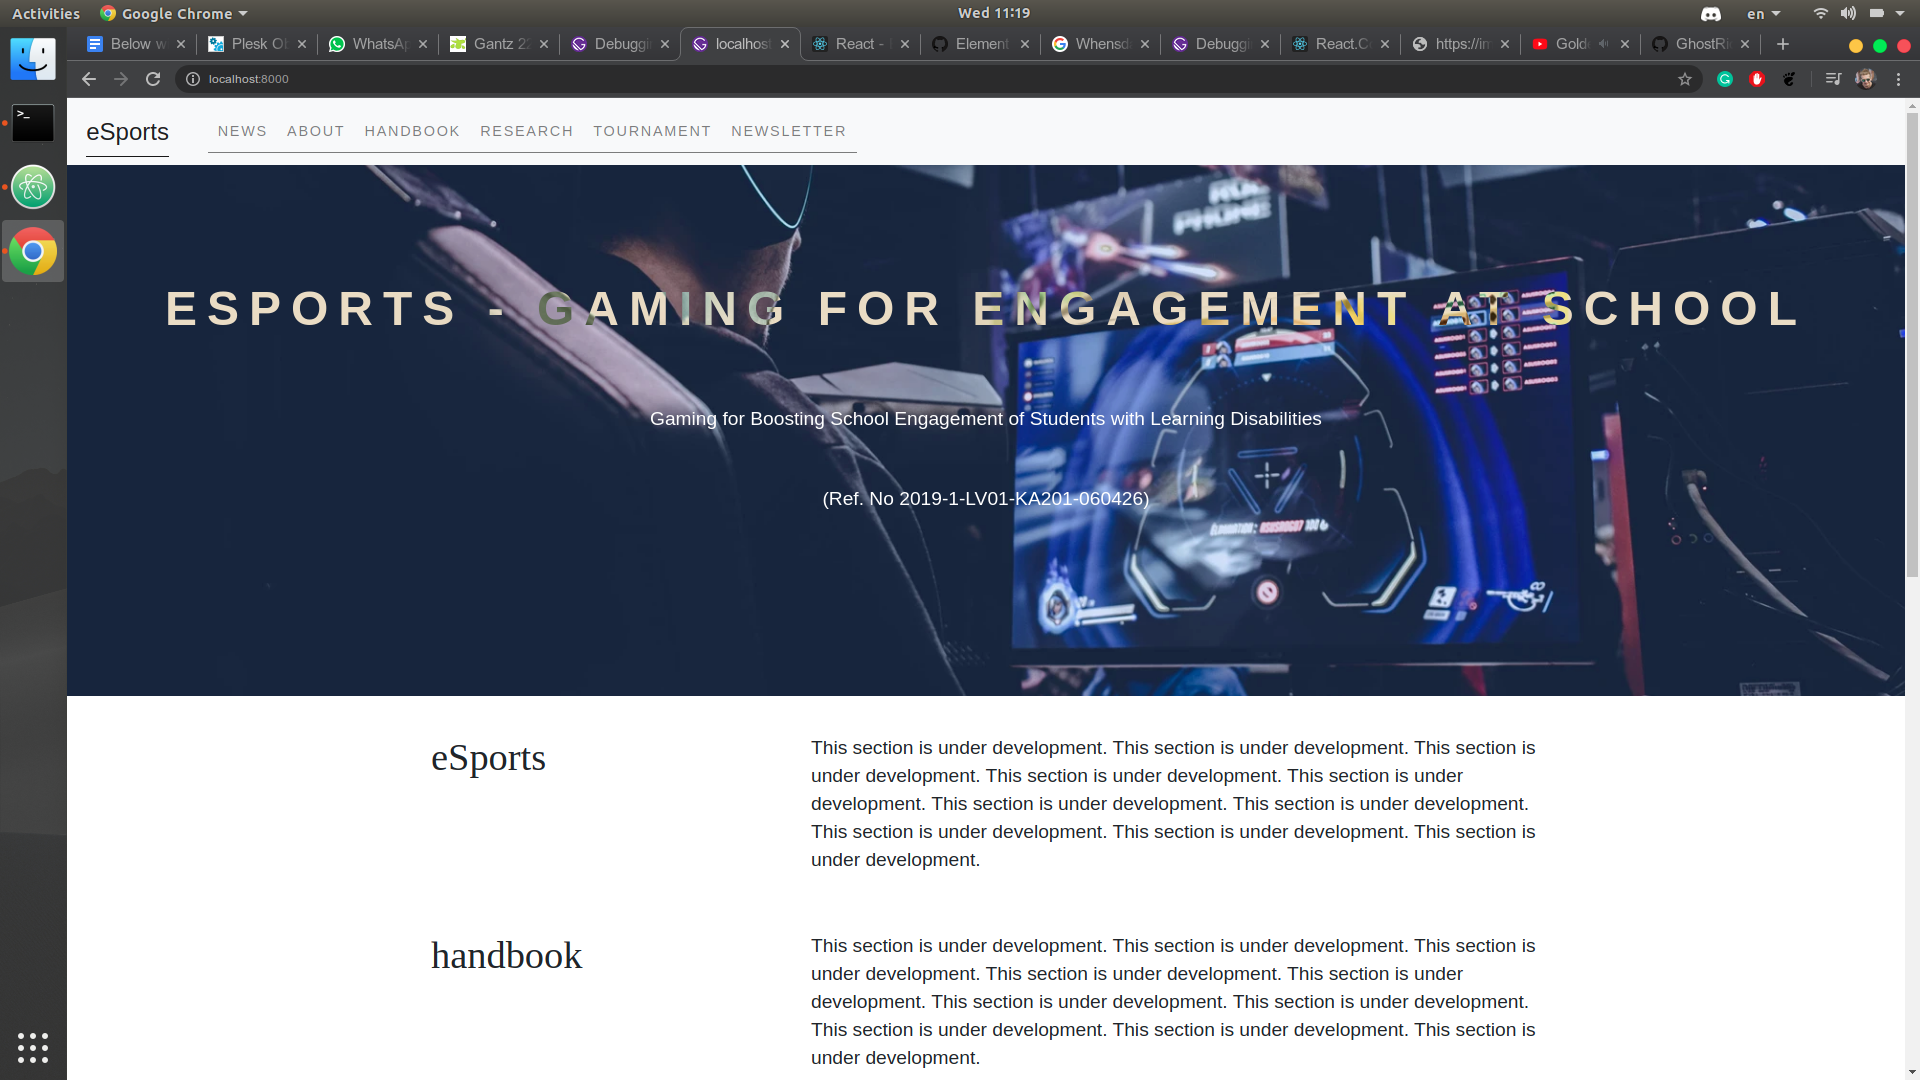 Activities
Google Chrome
Wed 11:19
en
Below w
Plesk Ob
WhatsAp
Gantz 22
Debuggi
localhost
React -
Element
Whensda
Debuggi
React.C
https://im
Gold
GhostRi
localhost:8000
eSports
NEWS ABOUT HANDBOOK RESEARCH TOURNAMENT NEWSLETTER
PHONE
ESPORTS - GAMING FOR ENGAGEMENT AT SCHOOL
Gaming for Boosting School Engagement of Students with Learning Disabilities
(Ref. No 2019-1-LV01-KA201-060426)
eSports
This section is under development. This section is under development. This section is
under development. This section is under development. This section is under
development. This section is under development. This section is under development.
This section is under development. This section is under development. This section is
under development.
handbook
This section is under development. This section is under development. This section is
under development. This section is under development. This section is under
development. This section is under development. This section is under development.
This section is under development. This section is under development. This section is
under development.